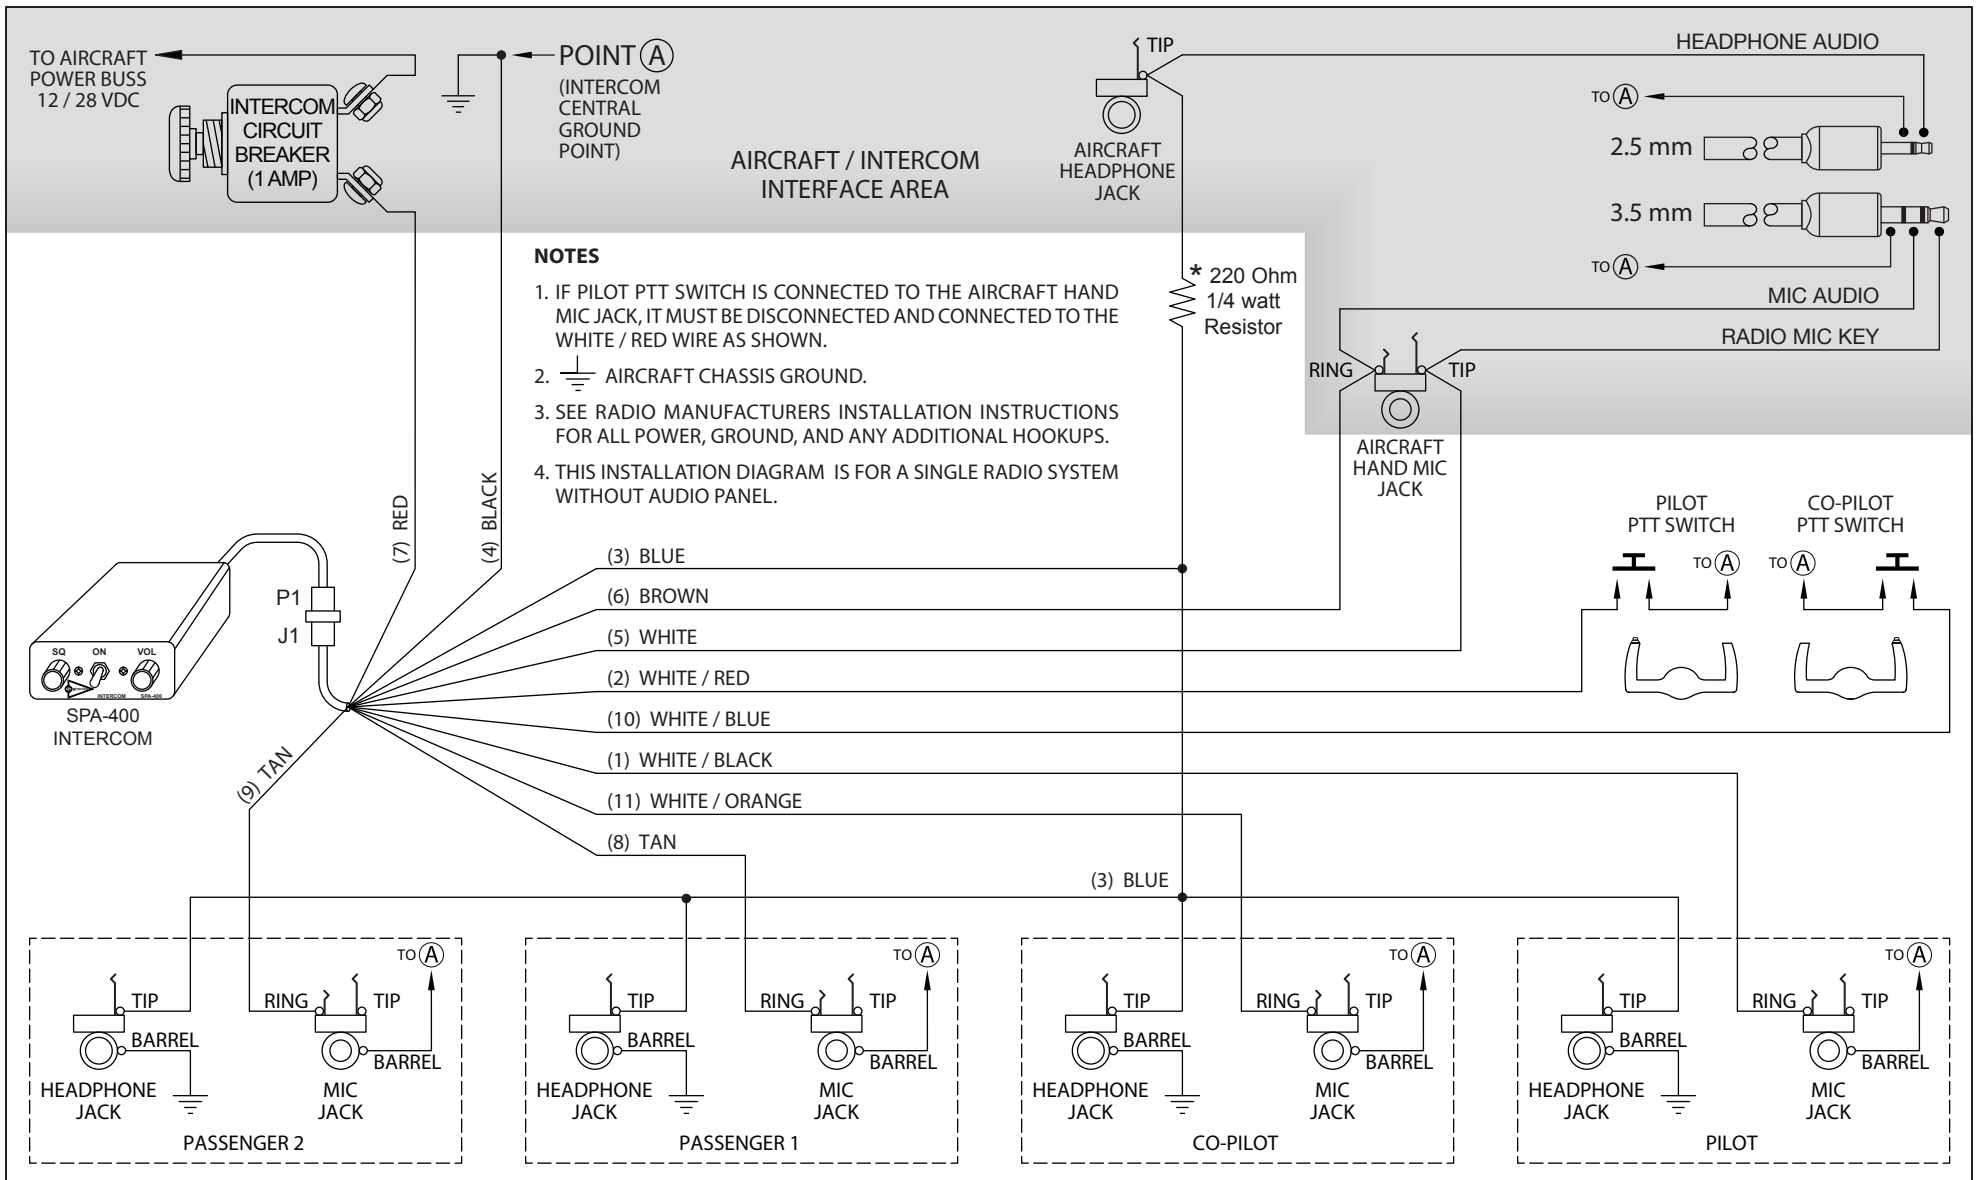 TO AIRCRAFT
POWER BUSS
12 / 28 VDC
INTERCOM
CIRCUIT
BREAKER
(1 AMP)
POINT A
(INTERCOM
CENTRAL
GROUND
POINT)
AIRCRAFT / INTERCOM
INTERFACE AREA
TIP
AIRCRAFT
HEADPHONE
JACK
HEADPHONE AUDIO
TO A
2.5 mm
3.5 mm
TO A
MIC AUDIO
RADIO MIC KEY
* 220 Ohm
1/4 watt
Resistor
RING
TIP
AIRCRAFT
HAND MIC
JACK
NOTES
1. IF PILOT PTT SWITCH IS CONNECTED TO THE AIRCRAFT HAND
MIC JACK, IT MUST BE DISCONNECTED AND CONNECTED TO THE
WHITE / RED WIRE AS SHOWN.
2. AIRCRAFT CHASSIS GROUND.
3. SEE RADIO MANUFACTURERS INSTALLATION INSTRUCTIONS
FOR ALL POWER, GROUND, AND ANY ADDITIONAL HOOKUPS.
4. THIS INSTALLATION DIAGRAM IS FOR A SINGLE RADIO SYSTEM
WITHOUT AUDIO PANEL.
(7) RED
(4) BLACK
PILOT
PTT SWITCH
CO-PILOT
PTT SWITCH
TO A
TO A
P1
J1
SQ
ON
VOL
INTERCOM
SPA-400
SPA-400
INTERCOM
(3) BLUE
(6) BROWN
(5) WHITE
(2) WHITE / RED
(10) WHITE / BLUE
(1) WHITE / BLACK
(11) WHITE / ORANGE
(8) TAN
(9) TAN
(3) BLUE
TIP
BARREL
HEADPHONE
JACK
RING
TIP
TO A
BARREL
MIC
JACK
PASSENGER 2
TIP
BARREL
HEADPHONE
JACK
RING
TIP
TO A
BARREL
MIC
JACK
PASSENGER 1
TIP
BARREL
HEADPHONE
JACK
RING
TIP
TO A
BARREL
MIC
JACK
CO-PILOT
TIP
BARREL
HEADPHONE
JACK
RING
TIP
TO A
BARREL
MIC
JACK
PILOT